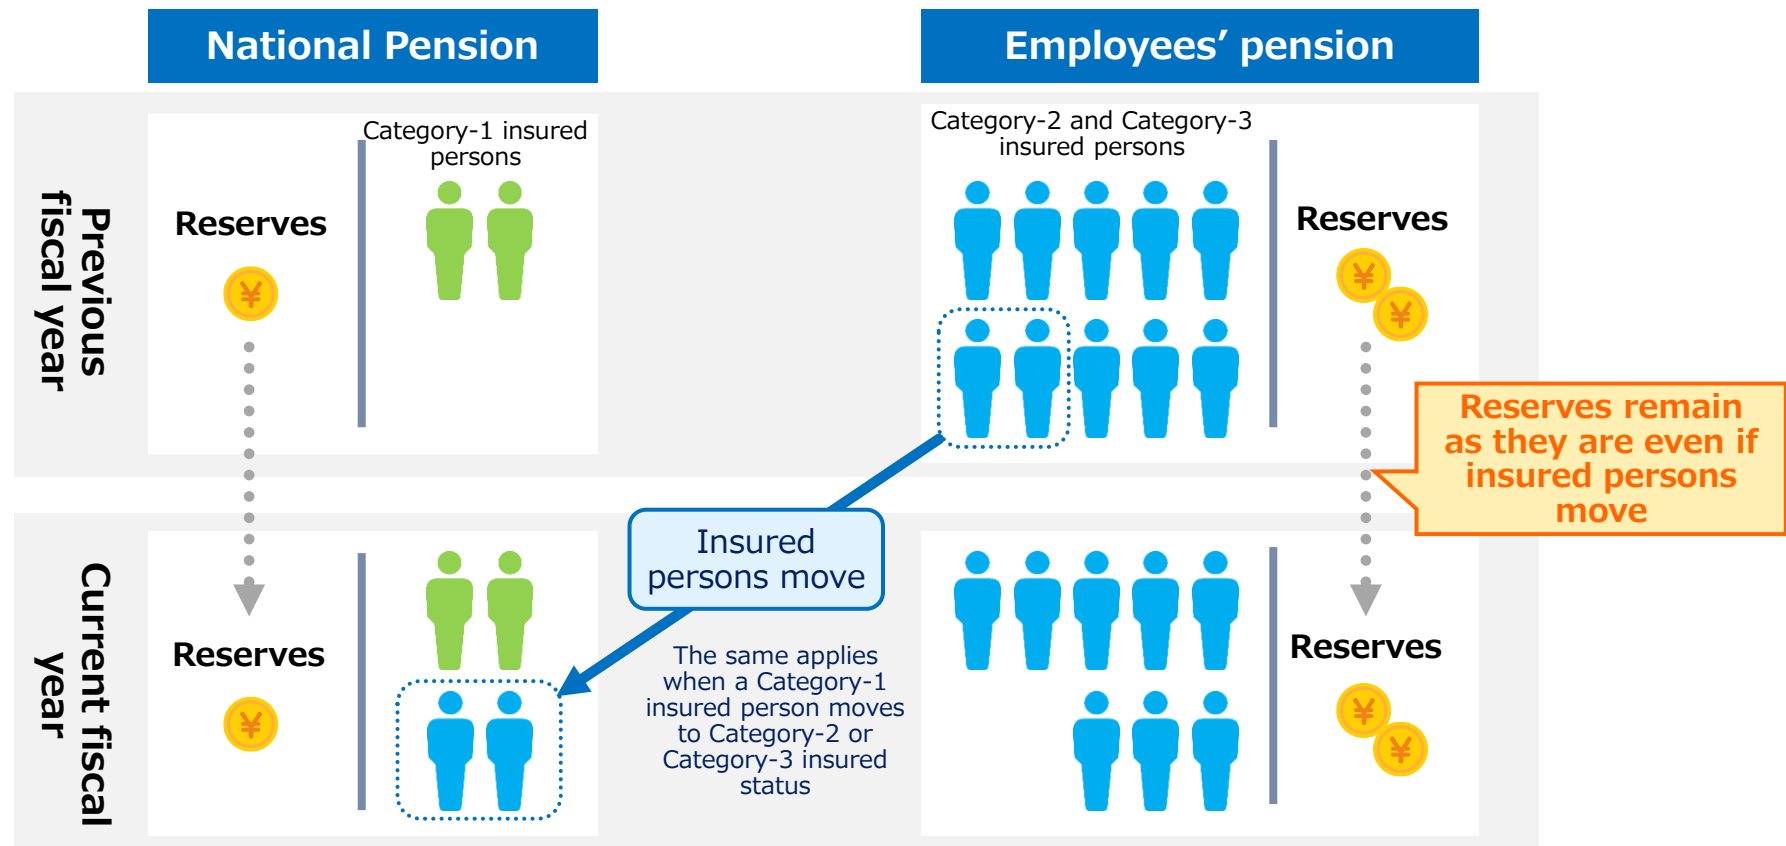 National Pension
Employees’ pension
Previous
fiscal year
Category-1 insured
persons
Reserves
¥
Category-2 and Category-3
insured persons
Reserves
¥
¥
Reserves remain
as they are even if
insured persons
move
Insured
persons move
Current fiscal
year
Reserves
¥
The same applies
when a Category-1
insured person moves
to Category-2 or
Category-3 insured
status
Reserves
¥
¥